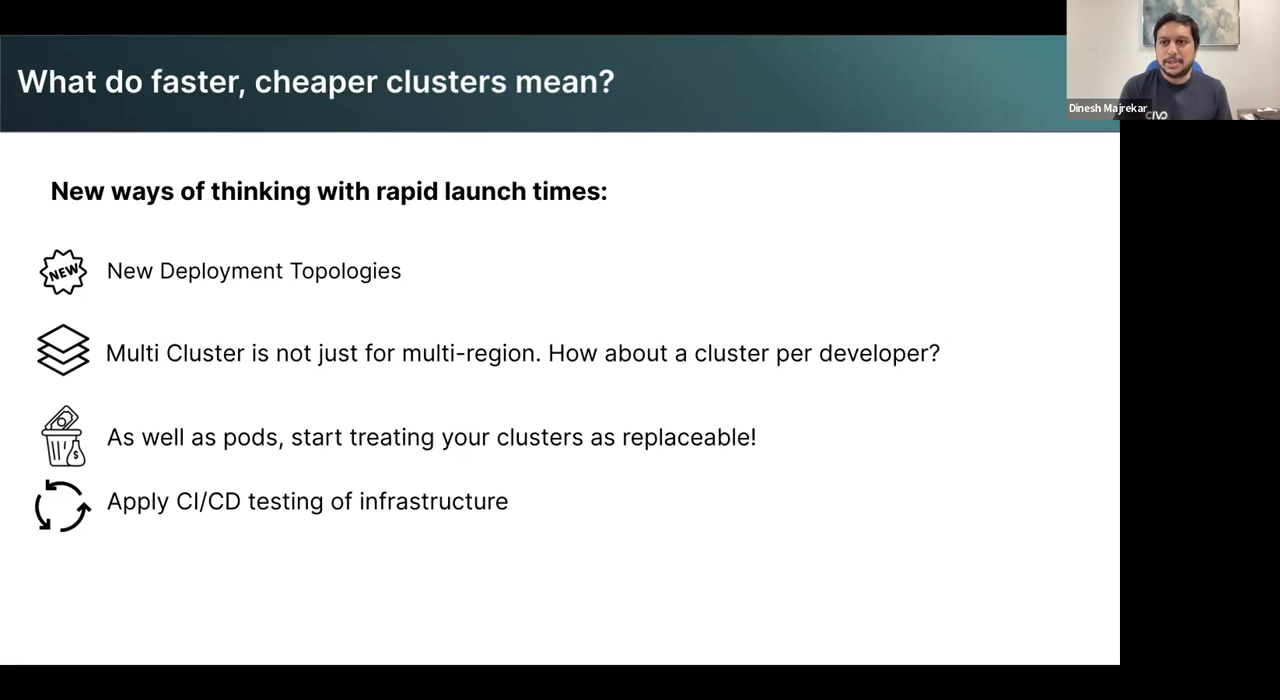 What do faster, cheaper clusters mean?
Dinesh Majrekar
CIVO
New ways of thinking with rapid launch times:
NEW
New Deployment Topologies
Multi Cluster is not just for multi-region. How about a cluster per developer?
$
As well as pods, start treating your clusters as replaceable!
Apply CI/CD testing of infrastructure